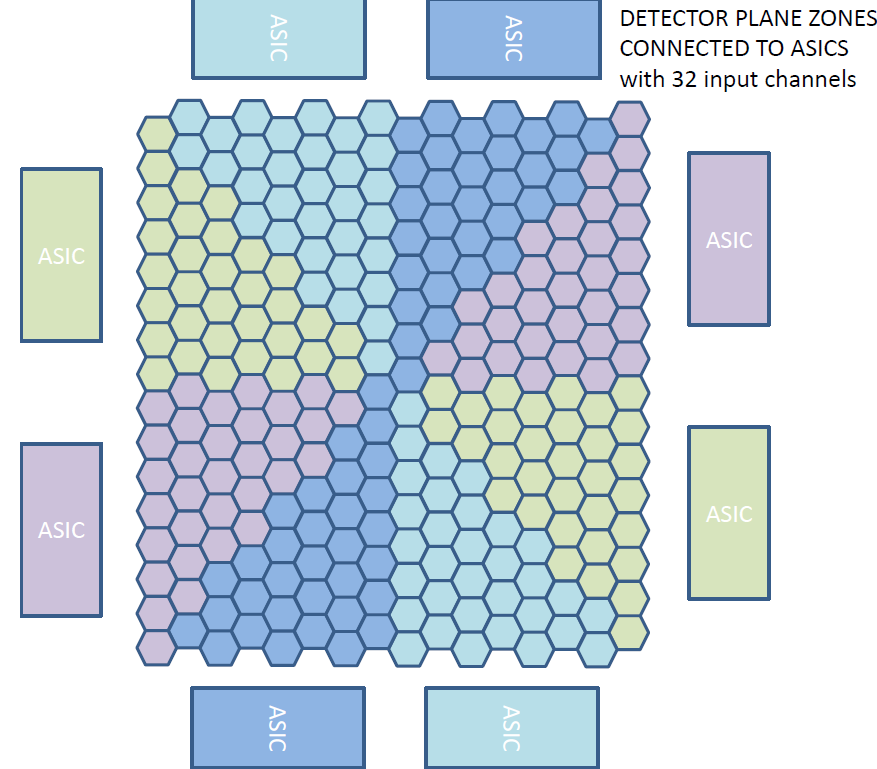 ASIC
ASIC
DETECTOR PLANE ZONES
CONNECTED TO ASICS
with 32 input channels
ASIC
ASIC
ASIC
ASIC
ASIC
ASIC